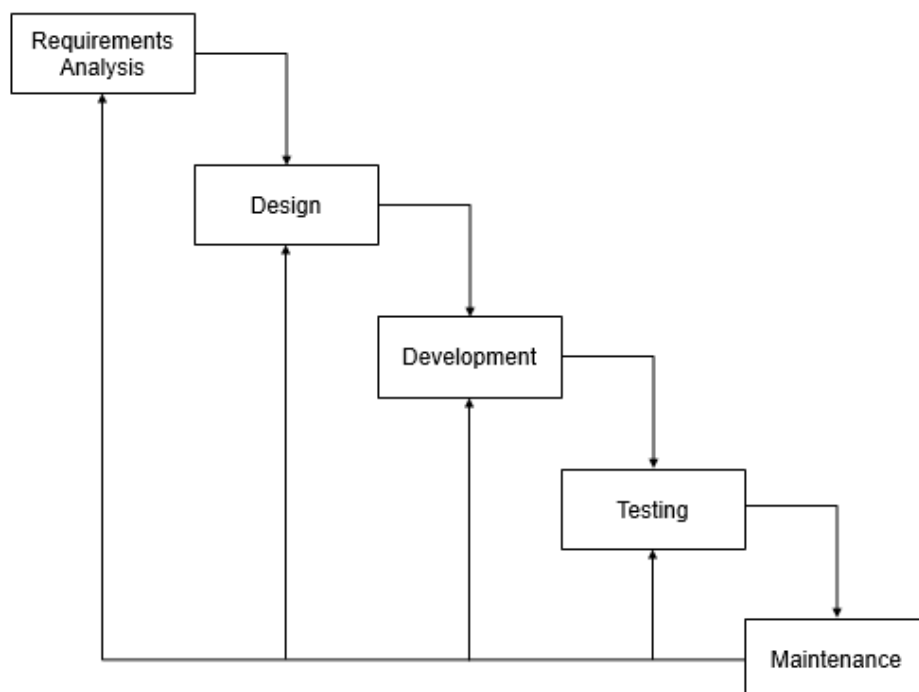 Requirements
Analysis
Design
Development
Testing
Maintenance